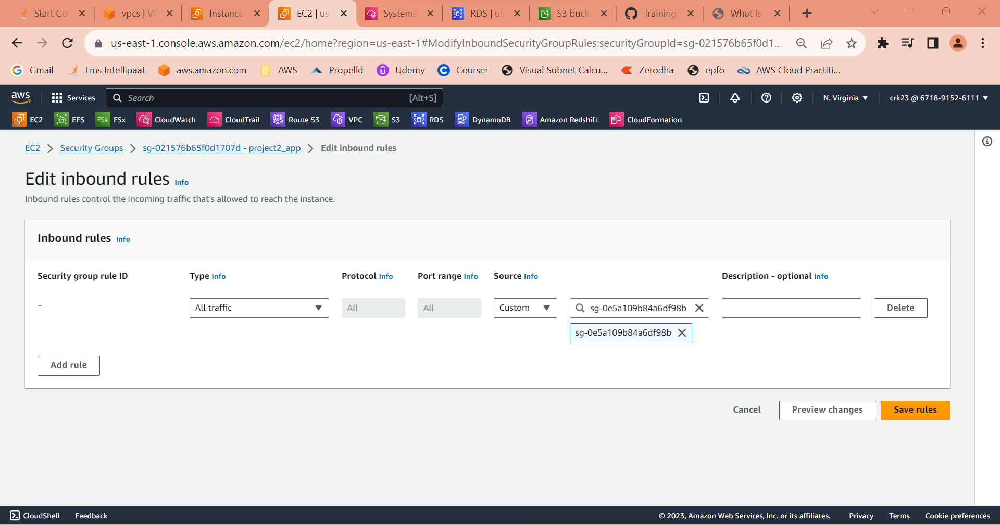 Start Co
vpcs | VP
Instance
EC2 | us
Systems
RDS | us
S3 buck
Training
What Is
us-east-1.console.aws.amazon.com/ec2/home?region=us-east-1#ModifyInboundSecurityGroupRules:securityGroupId=sg-021576b65f0d1...
Gmail
Lms Intellipaat
aws.amazon.com
AWS
Propelld
Udemy
Courser
Visual Subnet Calcu...
Zerodha
epfo
AWS Cloud Practiti...
aws
Services
Search
[Alt+S]
N. Virginia
crk23 @ 6718-9152-6111
EC2
EFS
FSx
FSx
CloudWatch
CloudTrail
Route 53
VPC
S3
RDS
DynamoDB
Amazon Redshift
CloudFormation
EC2
Security Groups
sg-021576b65f0d1707d - project2_app
Edit inbound rules
Edit inbound rules Info
Inbound rules control the incoming traffic that's allowed to reach the instance.
Inbound rules Info
Security group rule ID
Type Info
Protocol Info
Port range Info
Source Info
Description - optional Info
–
All traffic
All
All
Custom
sg-0e5a109b84a6df98b
Delete
sg-0e5a109b84a6df98b
Add rule
Cancel
Preview changes
Save rules
CloudShell
Feedback
© 2023, Amazon Web Services, Inc. or its affiliates.
Privacy
Terms
Cookie preferences